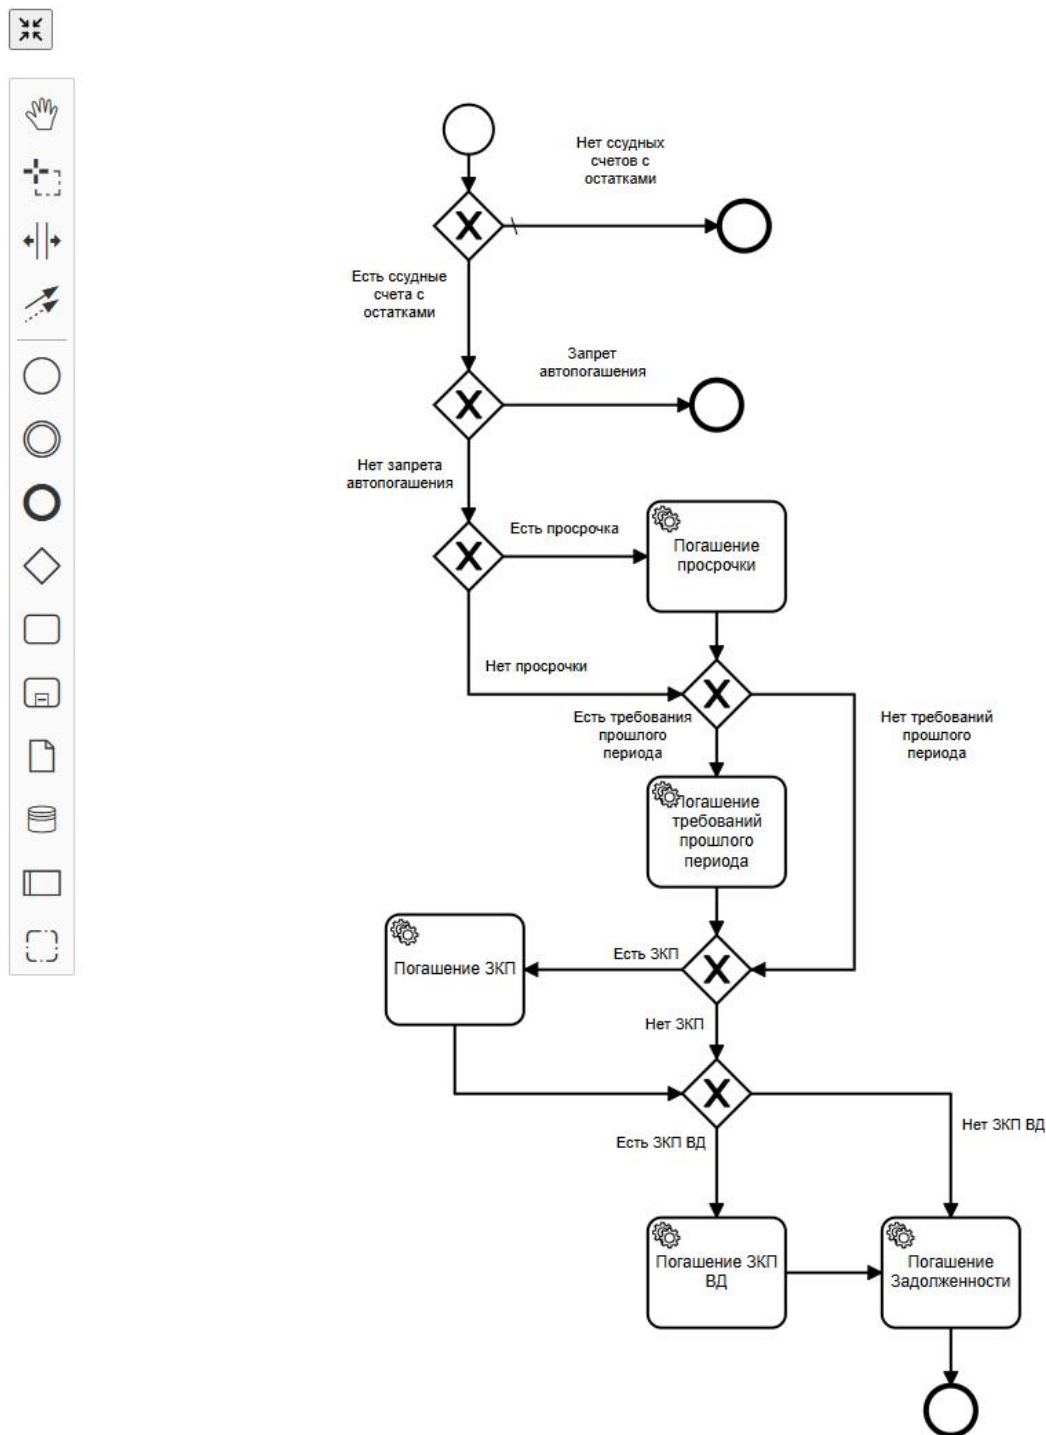 Нет ссудных
счетов с
остатками
Есть ссудные
счета с
остатками
Запрет
автопогашения
Нет запрета
автопогашения
Есть просрочка
Погашение
просрочки
Нет просрочки
Есть требования
прошлого
периода
Нет требований
прошлого
периода
Погашение
требований
прошлого
периода
Есть ЗКП
Погашение ЗКП
Нет ЗКП
Есть ЗКП ВД
Нет ЗКП ВД
Погашение ЗКП
ВД
Погашение
Задолженности